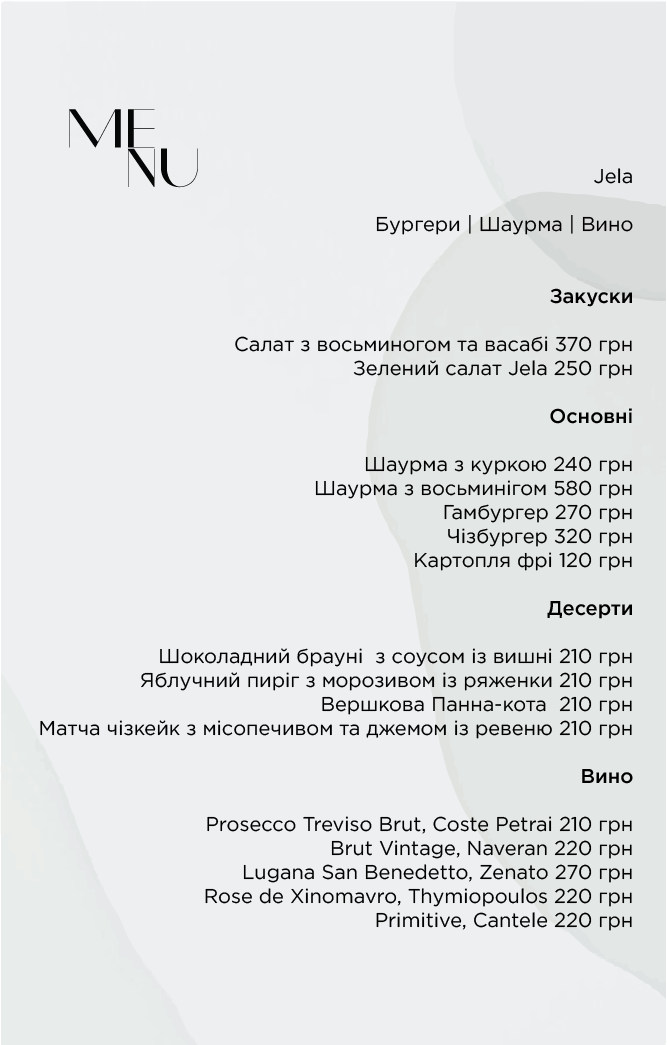 ME
NU
Jela
Бургери | Шаурма | Вино
Закуски
Салат з восьминогом та васабі 370 грн
Зелений салат Jela 250 грн
Основні
Шаурма з куркою 240 грн
Шаурма з восьминігом 580 грн
Гамбургер 270 грн
Чізбургер 320 грн
Картопля фрі 120 грн
Десерти
Шоколадний брауні  з соусом із вишні 210 грн
Яблучний пиріг з морозивом із ряженки 210 грн
Вершкова Панна-кота  210 грн
Матча чізкейк з місопечивом та джемом із ревеню 210 грн
Вино
Prosecco Treviso Brut, Coste Petrai 210 грн
Brut Vintage, Naveran 220 грн
Lugana San Benedetto, Zenato 270 грн
Rose de Xinomavro, Thymiopoulos 220 грн
Primitive, Cantele 220 грн